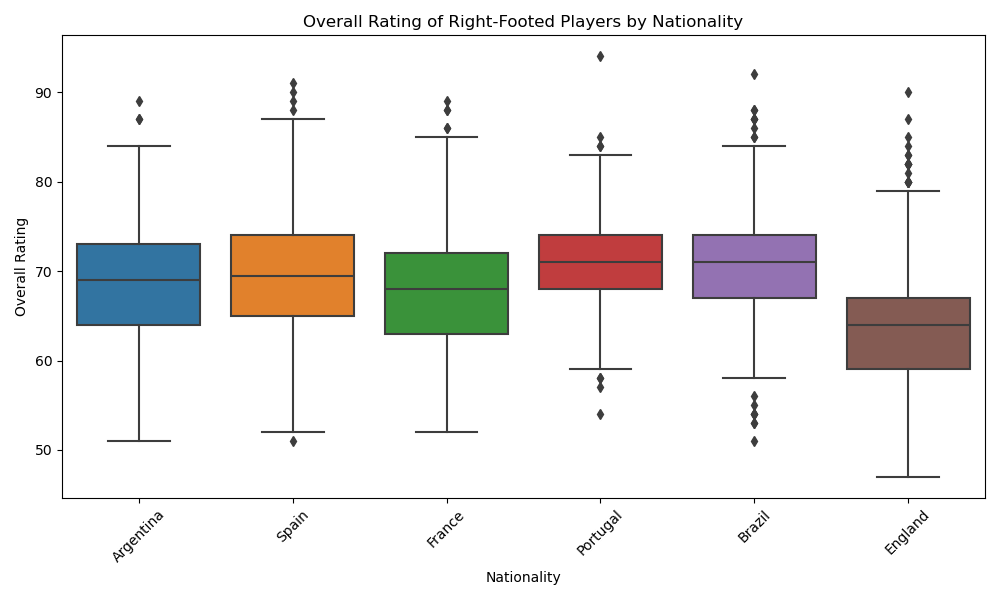 Overall Rating of Right-Footed Players by Nationality
Overall Rating
90
80
70
60
50
Argentina
Spain
France
Portugal
Brazil
England
Nationality